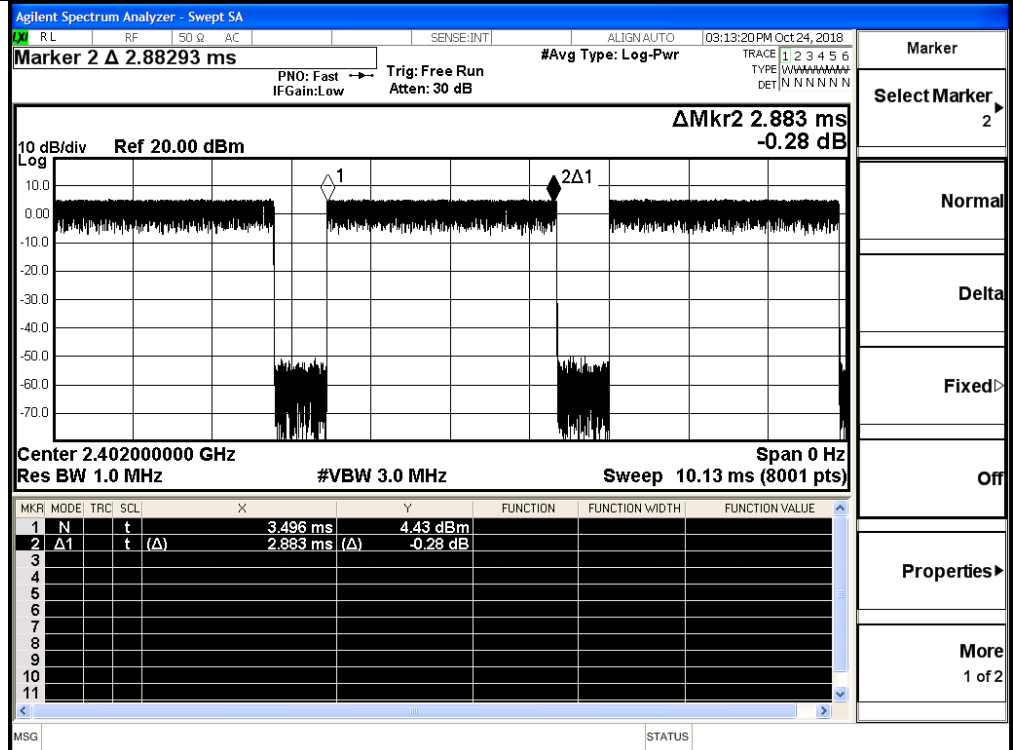 Agilent Spectrum Analyzer - Swept SA
LXI RL RF 50 Ω AC SENSE:INT ALIGN AUTO 03:13:20 PM Oct 24, 2018
Marker 2 Δ 2.88293 ms
PNO: Fast
IFGain:Low
Trig: Free Run
Atten: 30 dB
#Avg Type: Log-Pwr
TRACE 1 2 3 4 5 6
TYPE WWWWWW
DET N N N N N N
ΔMkr2 2.883 ms
-0.28 dB
10 dB/div Ref 20.00 dBm
Log
1
2Δ1
10.0
0.00
-10.0
-20.0
-30.0
-40.0
-50.0
-60.0
-70.0
Center 2.402000000 GHz Span 0 Hz
Res BW 1.0 MHz #VBW 3.0 MHz Sweep 10.13 ms (8001 pts)
MKR MODE TRC SCL X Y FUNCTION FUNCTION WIDTH FUNCTION VALUE
1 N t 3.496 ms 4.43 dBm
2 Δ1 t (Δ) 2.883 ms (Δ) -0.28 dB
3
4
5
6
7
8
9
10
11
MSG STATUS
Marker
Select Marker
2
Normal
Delta
Fixed
Off
Properties
More
1 of 2